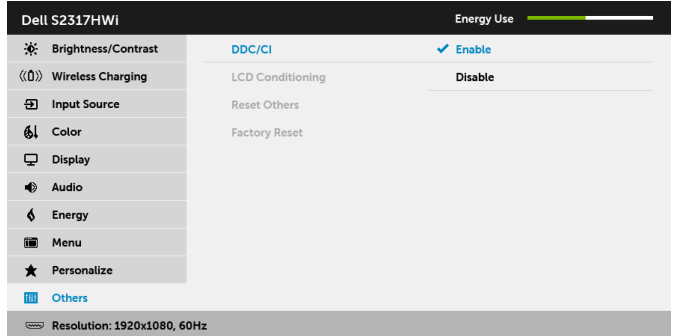 Dell S2317HWi Energy Use
Brightness/Contrast DDC/CI Enable
Wireless Charging LCD Conditioning Disable
Input Source Reset Others
Color Factory Reset
Display
Audio
Energy
Menu
Personalize
Others
Resolution: 1920x1080, 60Hz